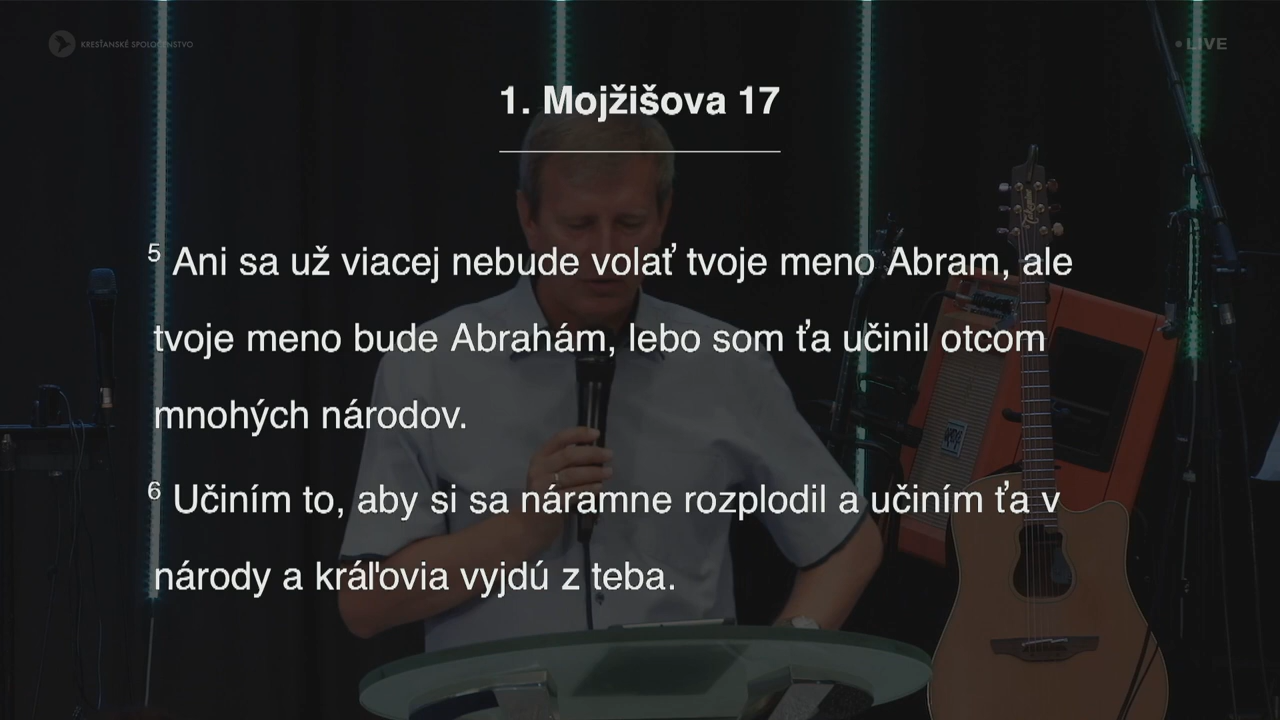 KRESŤANSKÉ SPOLOČENSTVO
LIVE
1. Mojžišova 17
5 Ani sa už viacej nebude volať tvoje meno Abram, ale
tvoje meno bude Abrahám, lebo som ťa učinil otcom
mnohých národov.
6 Učiním to, aby si sa náramne rozplodil a učiním ťa v
národy a kráľovia vyjdú z teba.